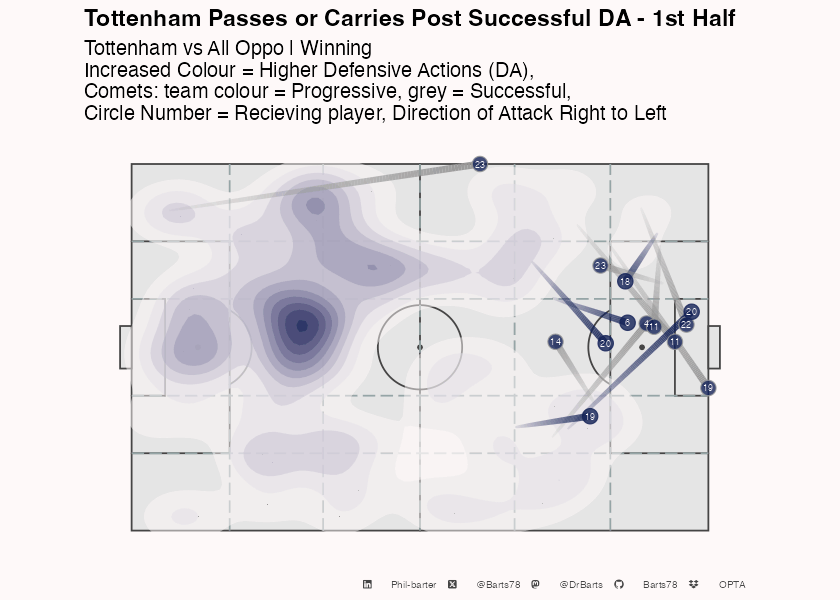 Tottenham Passes or Carries Post Successful DA - 1st Half
Tottenham vs All Oppo | Winning
Increased Colour = Higher Defensive Actions (DA),
Comets: team colour = Progressive, grey = Successful,
Circle Number = Recieving player, Direction of Attack Right to Left
23
23
18
20
6
11
22
14
20
11
19
19
Phil-barter @Barts78 @DrBarts Barts78 OPTA